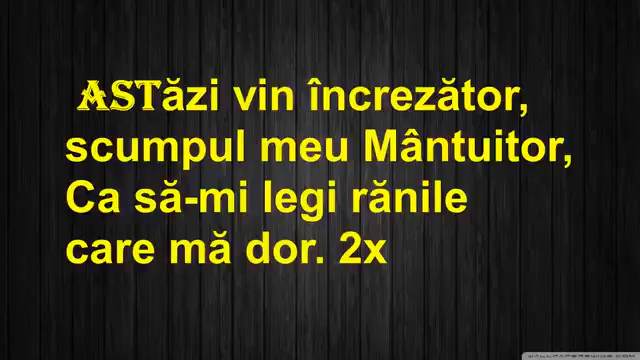 ASTăzi vin încrezător,
scumpul meu Mântuitor,
Ca să-mi legi rănile
care mă dor. 2x